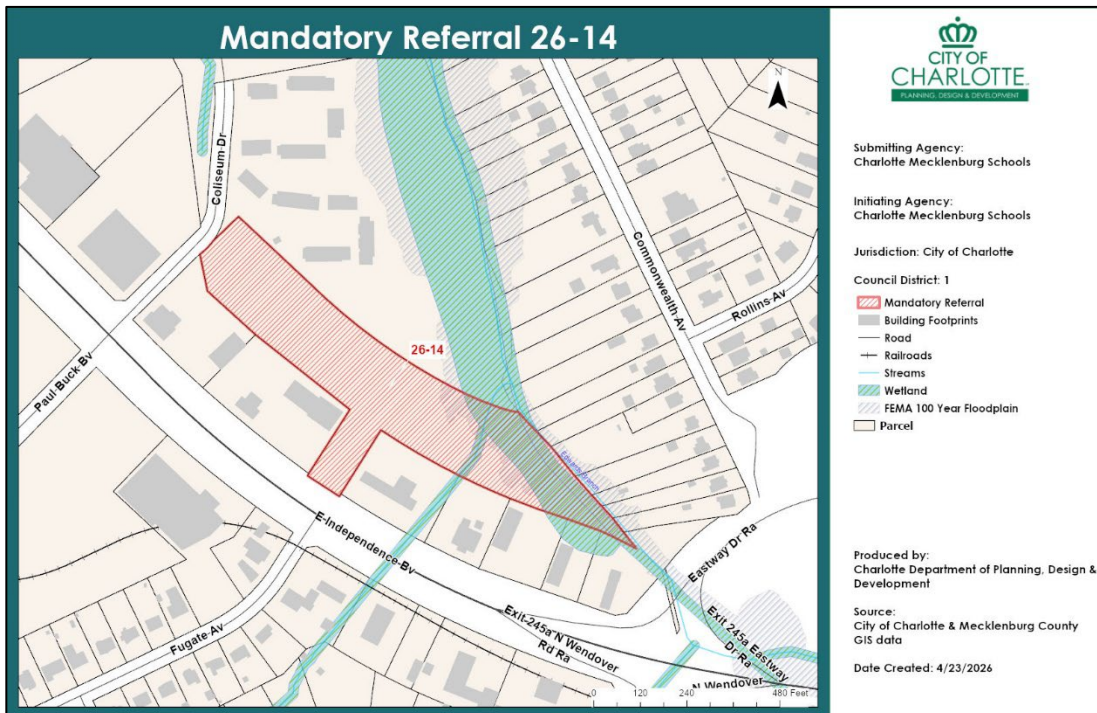 Mandatory Referral 26-14
N
Coliseum Dr
Commonwealth Av
Rollins Av
26-14
Paul Buck Bv
Edwards Branch
E Independence Bv
Eastway Dr Ra
Fugate Av
Exit 245a N Wendover
Rd Ra
Exit 245a Eastway
Dr Ra
N Wendover
0 120 240 480 Feet
CITY OF
CHARLOTTE
PLANNING, DESIGN & DEVELOPMENT
Submitting Agency:
Charlotte Mecklenburg Schools
Initiating Agency:
Charlotte Mecklenburg Schools
Jurisdiction: City of Charlotte
Council District: 1
Mandatory Referral
Building Footprints
Road
Railroads
Streams
Wetland
FEMA 100 Year Floodplain
Parcel
Produced by:
Charlotte Department of Planning, Design &
Development
Source:
City of Charlotte & Mecklenburg County
GIS data
Date Created: 4/23/2026